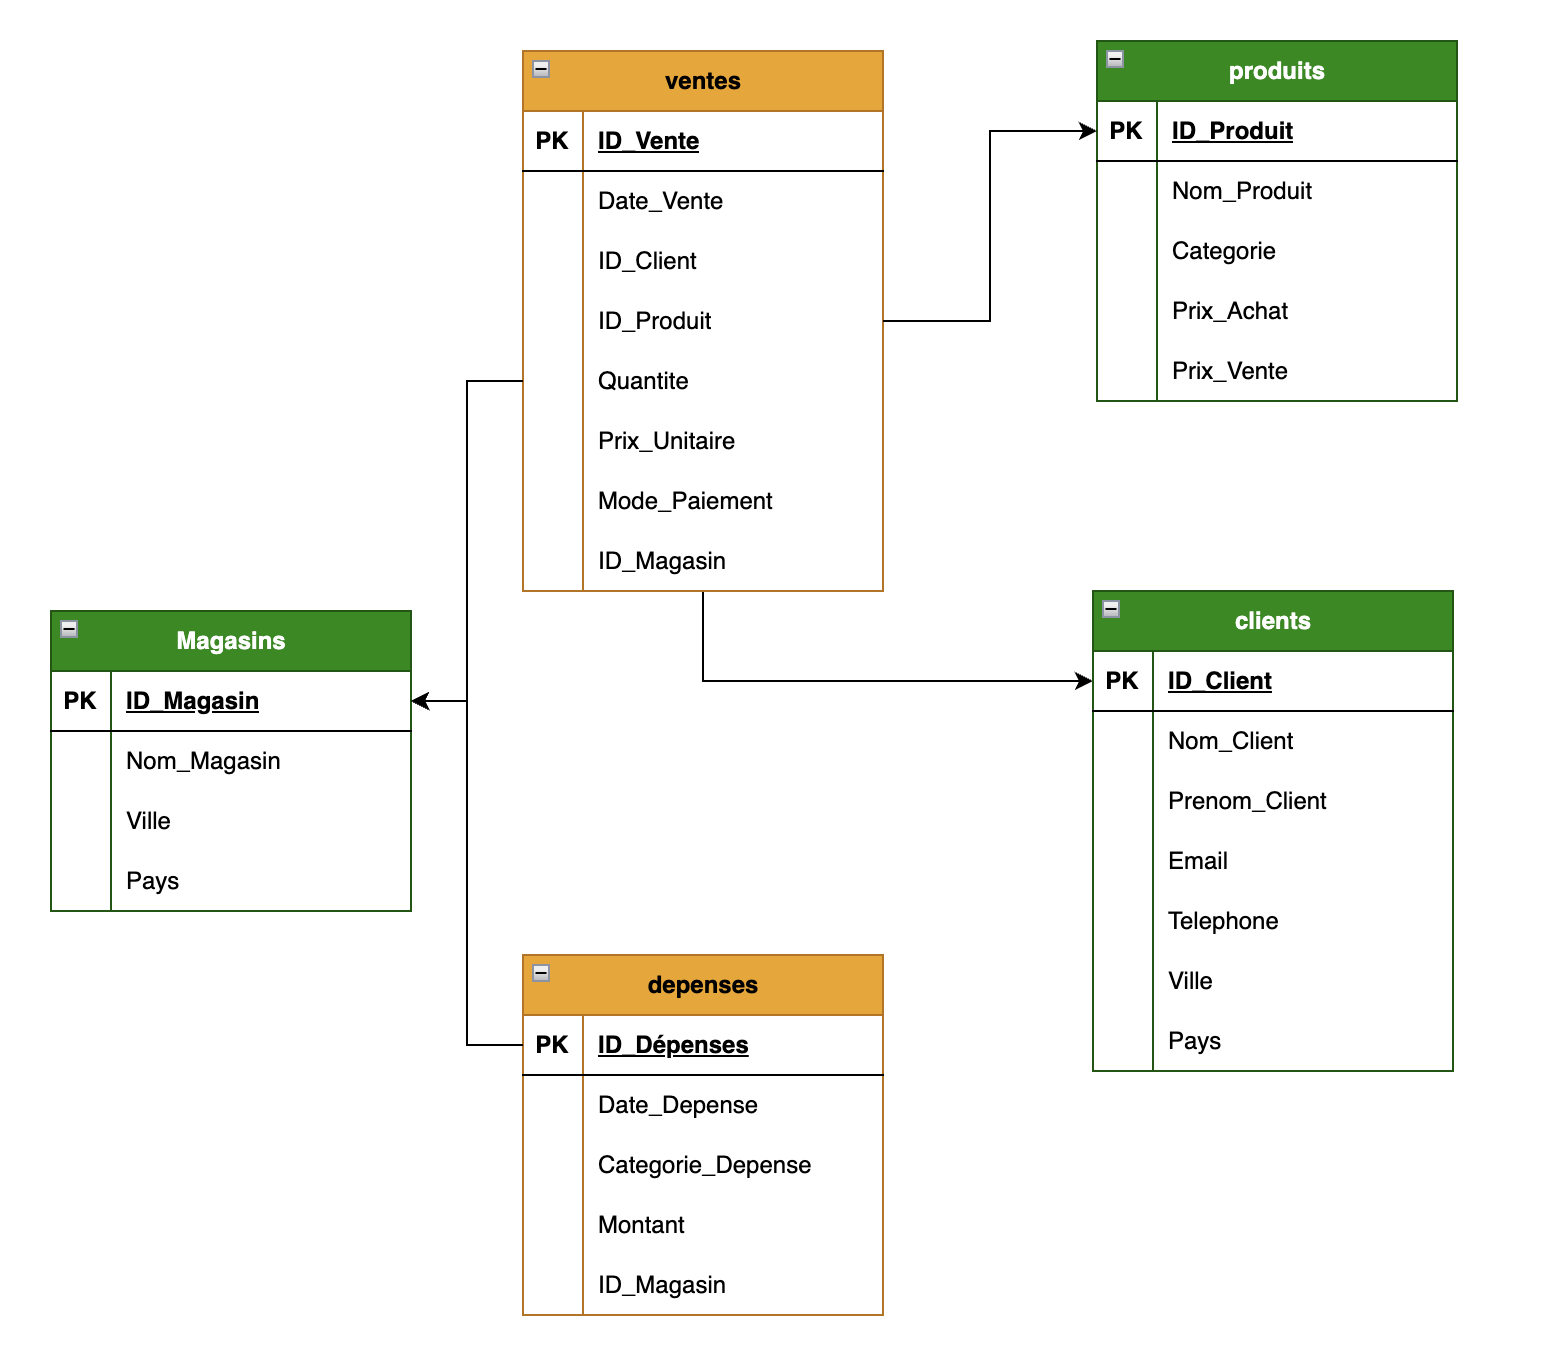 ventes
PK ID_Vente
Date_Vente
ID_Client
ID_Produit
Quantite
Prix_Unitaire
Mode_Paiement
ID_Magasin
produits
PK ID_Produit
Nom_Produit
Categorie
Prix_Achat
Prix_Vente
Magasins
PK ID_Magasin
Nom_Magasin
Ville
Pays
clients
PK ID_Client
Nom_Client
Prenom_Client
Email
Telephone
Ville
Pays
depenses
PK ID_Dépenses
Date_Depense
Categorie_Depense
Montant
ID_Magasin